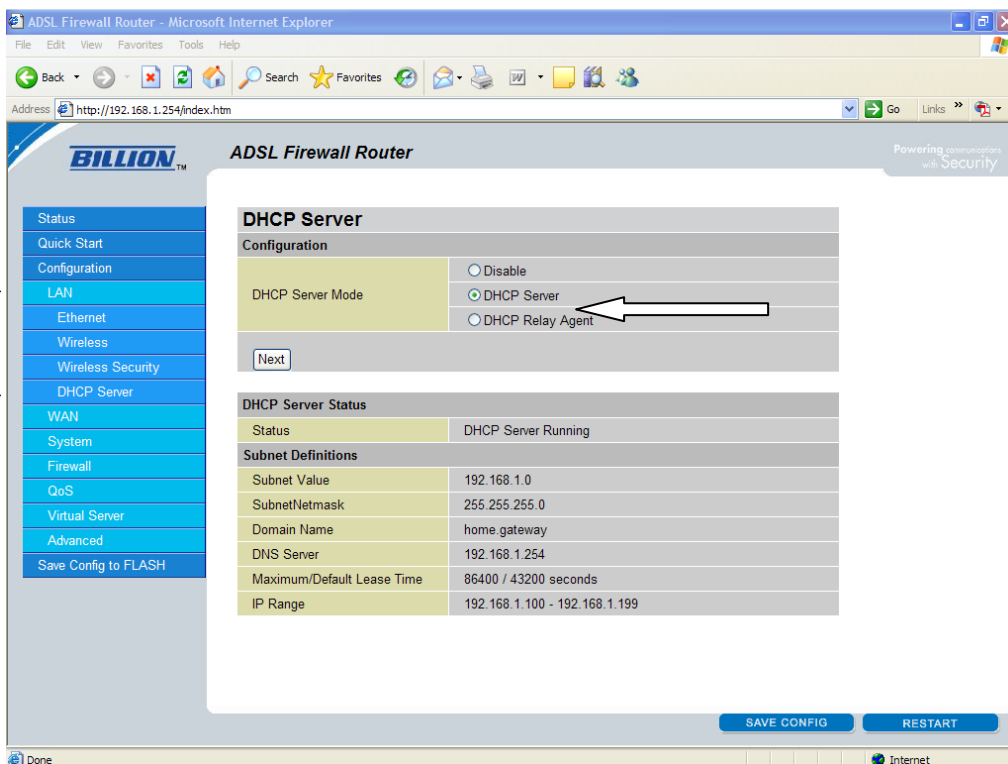 ADSL Firewall Router - Microsoft Internet Explorer
File Edit View Favorites Tools Help
Back Search Favorites
Address http://192.168.1.254/index.htm Go Links »
BILLION TM
ADSL Firewall Router
Powering communications
with Security
Status
Quick Start
Configuration
LAN
Ethernet
Wireless
Wireless Security
DHCP Server
WAN
System
Firewall
QoS
Virtual Server
Advanced
Save Config to FLASH
DHCP Server
Configuration
DHCP Server Mode
Disable
DHCP Server
DHCP Relay Agent
Next
DHCP Server Status
Status DHCP Server Running
Subnet Definitions
Subnet Value 192.168.1.0
SubnetNetmask 255.255.255.0
Domain Name home.gateway
DNS Server 192.168.1.254
Maximum/Default Lease Time 86400 / 43200 seconds
IP Range 192.168.1.100 - 192.168.1.199
SAVE CONFIG RESTART
Done Internet